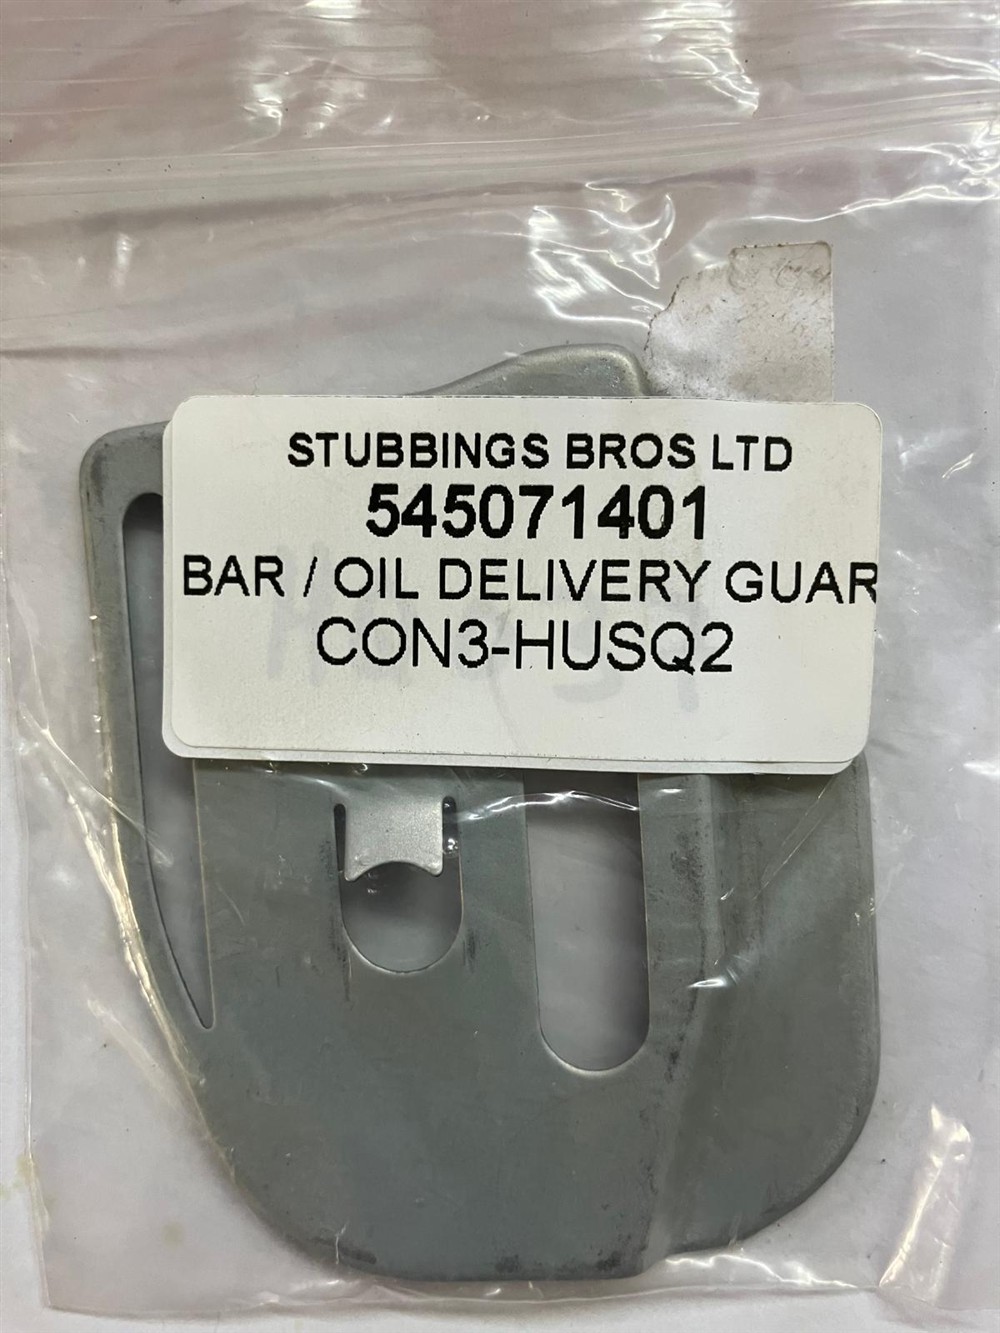 STUBBINGS BROS LTD
545071401
BAR / OIL DELIVERY GUAR
CON3-HUSQ2